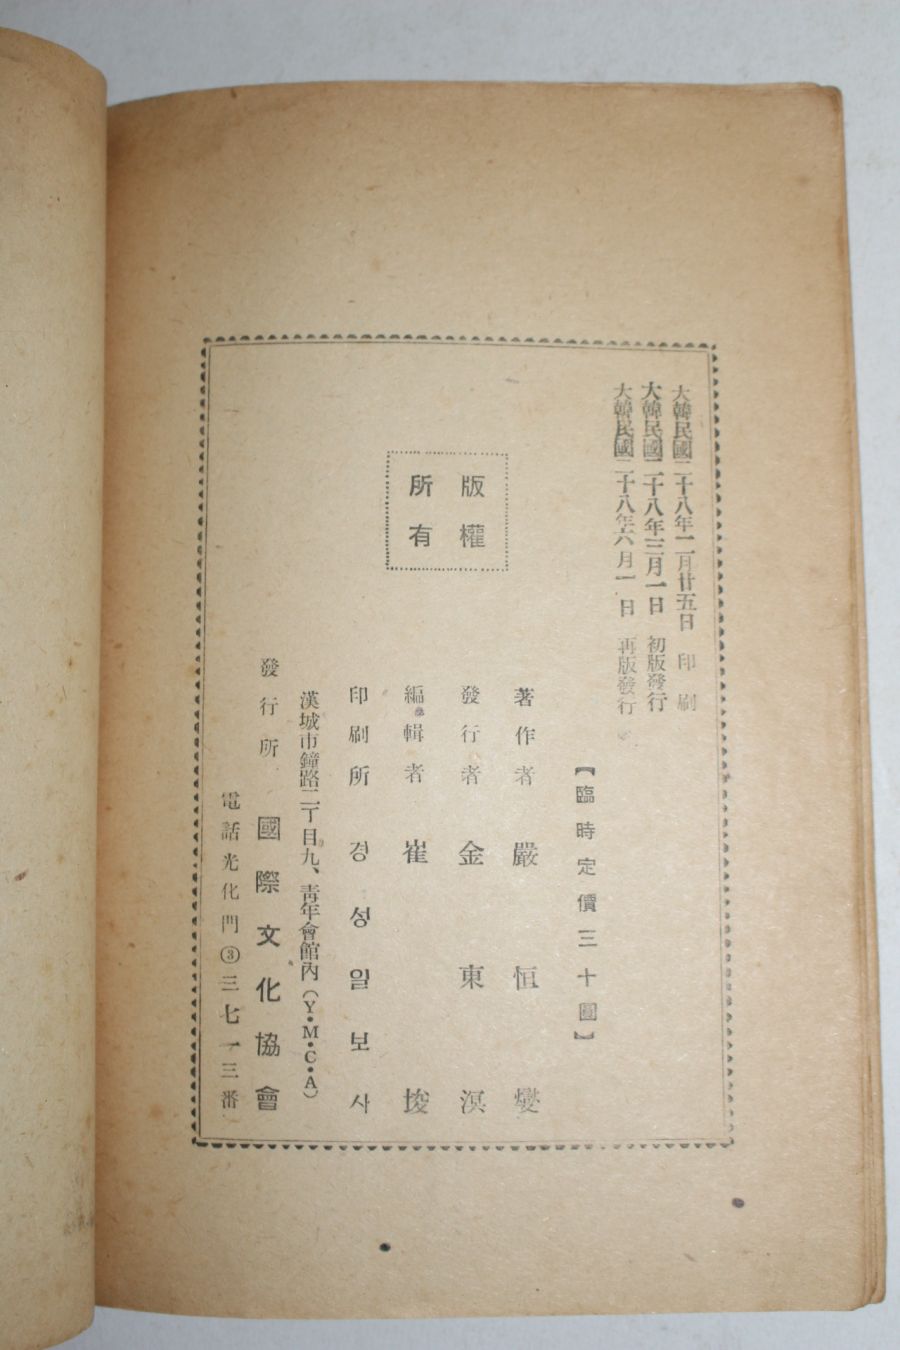 大韓民國二十八年二月廿五日 印刷
大韓民國二十八年三月一日 初版發行
大韓民國二十八年六月一日 再版發行
【臨時定價三十圓】
版權
所有
著作者 嚴恒燮
發行者 金東溟
編輯者 崔埈
印刷所 경성일보사
漢城市鐘路二丁目九、靑年會館內(Y•M•C•A)
發行所 國際文化協會
電話光化門③三七一三番